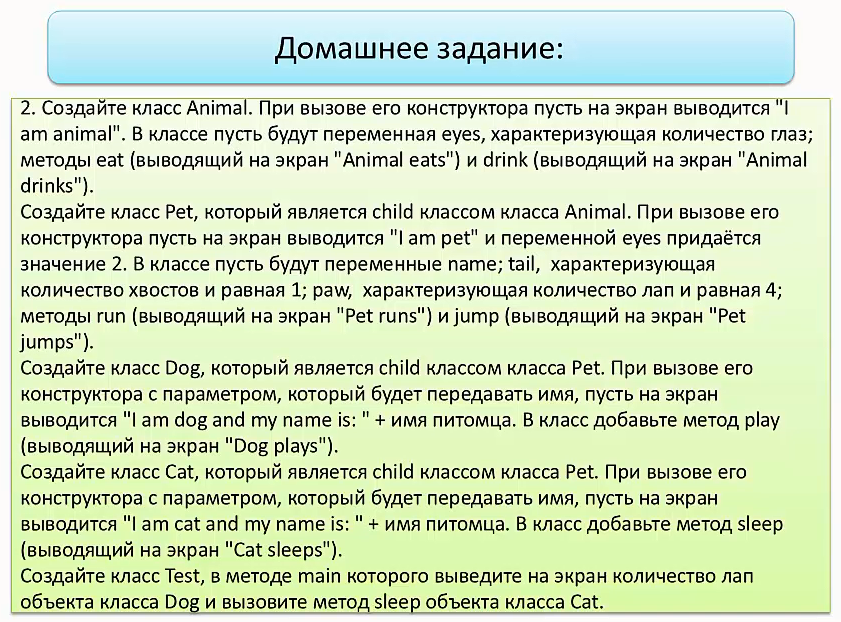 Домашнее задание:
2. Создайте класс Animal. При вызове его конструктора пусть на экран выводится "I
am animal". В классе пусть будут переменная eyes, характеризующая количество глаз;
методы eat (выводящий на экран "Animal eats") и drink (выводящий на экран "Animal
drinks").
Создайте класс Pet, который является child классом класса Animal. При вызове его
конструктора пусть на экран выводится "I am pet" и переменной eyes придаётся
значение 2. В классе пусть будут переменные name; tail, характеризующая
количество хвостов и равная 1; paw, характеризующая количество лап и равная 4;
методы run (выводящий на экран "Pet runs") и jump (выводящий на экран "Pet
jumps").
Создайте класс Dog, который является child классом класса Pet. При вызове его
конструктора с параметром, который будет передавать имя, пусть на экран
выводится "I am dog and my name is: " + имя питомца. В класс добавьте метод play
(выводящий на экран "Dog plays").
Создайте класс Cat, который является child классом класса Pet. При вызове его
конструктора с параметром, который будет передавать имя, пусть на экран
выводится "I am cat and my name is: " + имя питомца. В класс добавьте метод sleep
(выводящий на экран "Cat sleeps").
Создайте класс Test, в методе main которого выведите на экран количество лап
объекта класса Dog и вызовите метод sleep объекта класса Cat.